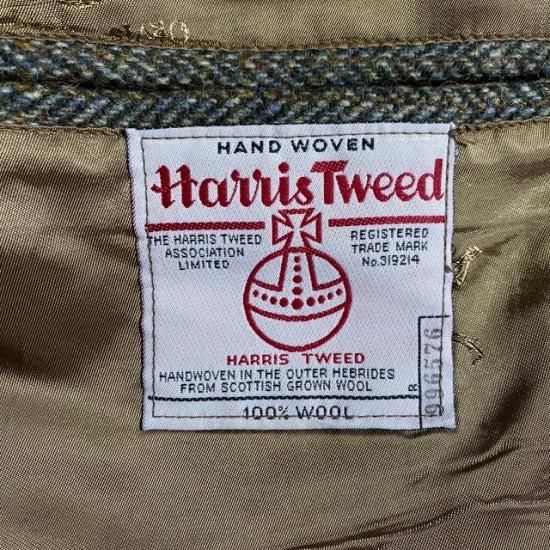 HAND WOVEN
Harris Tweed
THE HARRIS TWEED
ASSOCIATION
LIMITED
REGISTERED
TRADE MARK
No.319214
HARRIS TWEED
HANDWOVEN IN THE OUTER HEBRIDES
FROM SCOTTISH GROWN WOOL
R
996576
100% WOOL